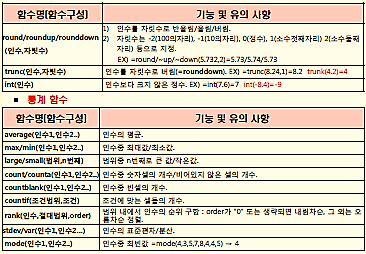 함수명[함수구성] 기능 및 유의 사항
round/roundup/rounddown (인수,자릿수)
1) 인수를 자릿수로 반올림/올림/버림.
2) 자릿수는 -2(100의자리), -1(10의자리), 0(정수), 1(소수첫째자리) 2(소수둘째
자리) 등으로 지정.
EX) =round/~up/~down(5.732,2)=5.73/5.74/5.73
trunc(인수,자릿수) 인수를 자릿수로 버림(=rounddown). EX) =trunc(8.24,1)=8.2 trunk(4.2)=4
int(인수) 인수보다 크지 않은 정수. EX) =int(7.6)=7 int(-8.4)=-9
■ 통계 함수
함수명[함수구성] 기능 및 유의 사항
average(인수1,인수2..) 인수의 평균.
max/min(인수1,인수2..) 인수중 최대값/최소값.
large/small(범위,n번째) 범위중 n번째로 큰 값/작은값.
count/counta(인수1,인수2..) 인수중 숫자셀의 개수/비어있지 않은 셀의 개수.
countblank(인수1,인수2..) 인수중 빈셀의 개수.
countif(조건범위,조건) 조건에 맞는 셀들의 개수.
rank(인수,절대범위,order) 범위 내에서 인수의 순위 구함 : order가 "0" 또는 생략되면 내림차순, 그 외는 오
름차순 정렬.
stdev/var(인수1,인수2...) 인수의 표준편차/분산.
mode(인수1,인수2..) 인수중 최빈값 =mode(4,3,5,7,8,4,4,5) → 4